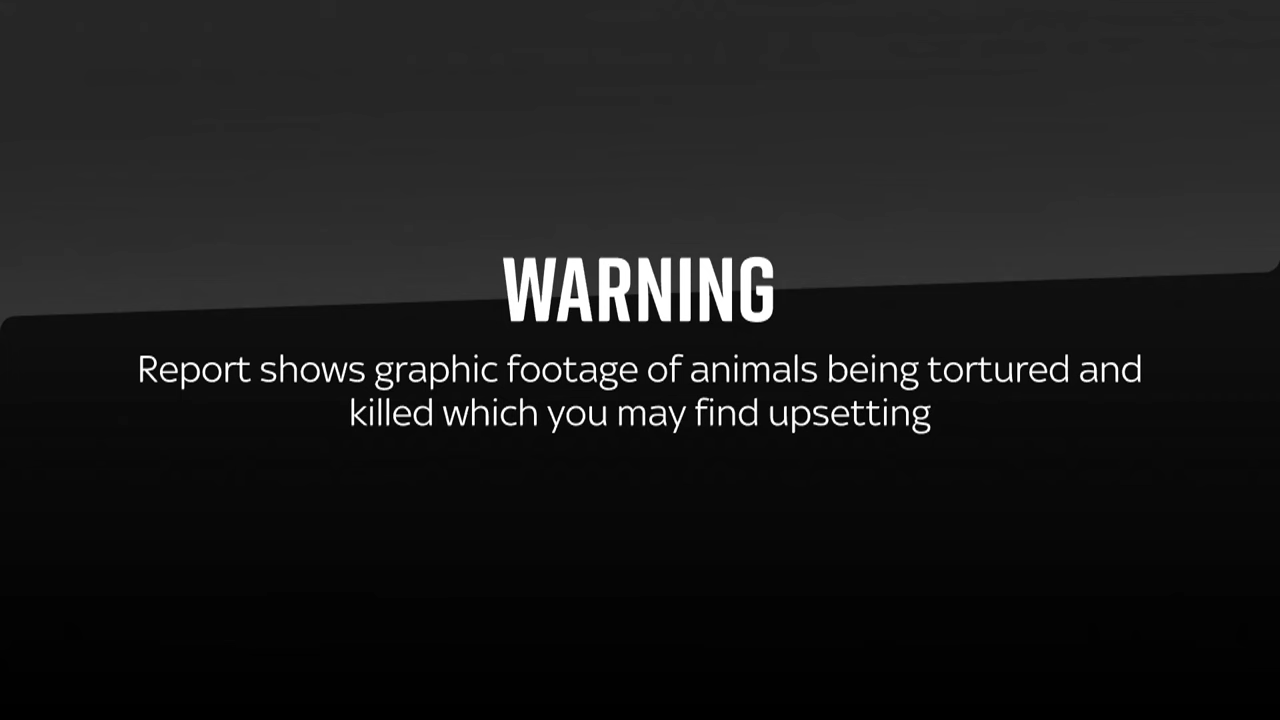 WARNING
Report shows graphic footage of animals being tortured and
killed which you may find upsetting